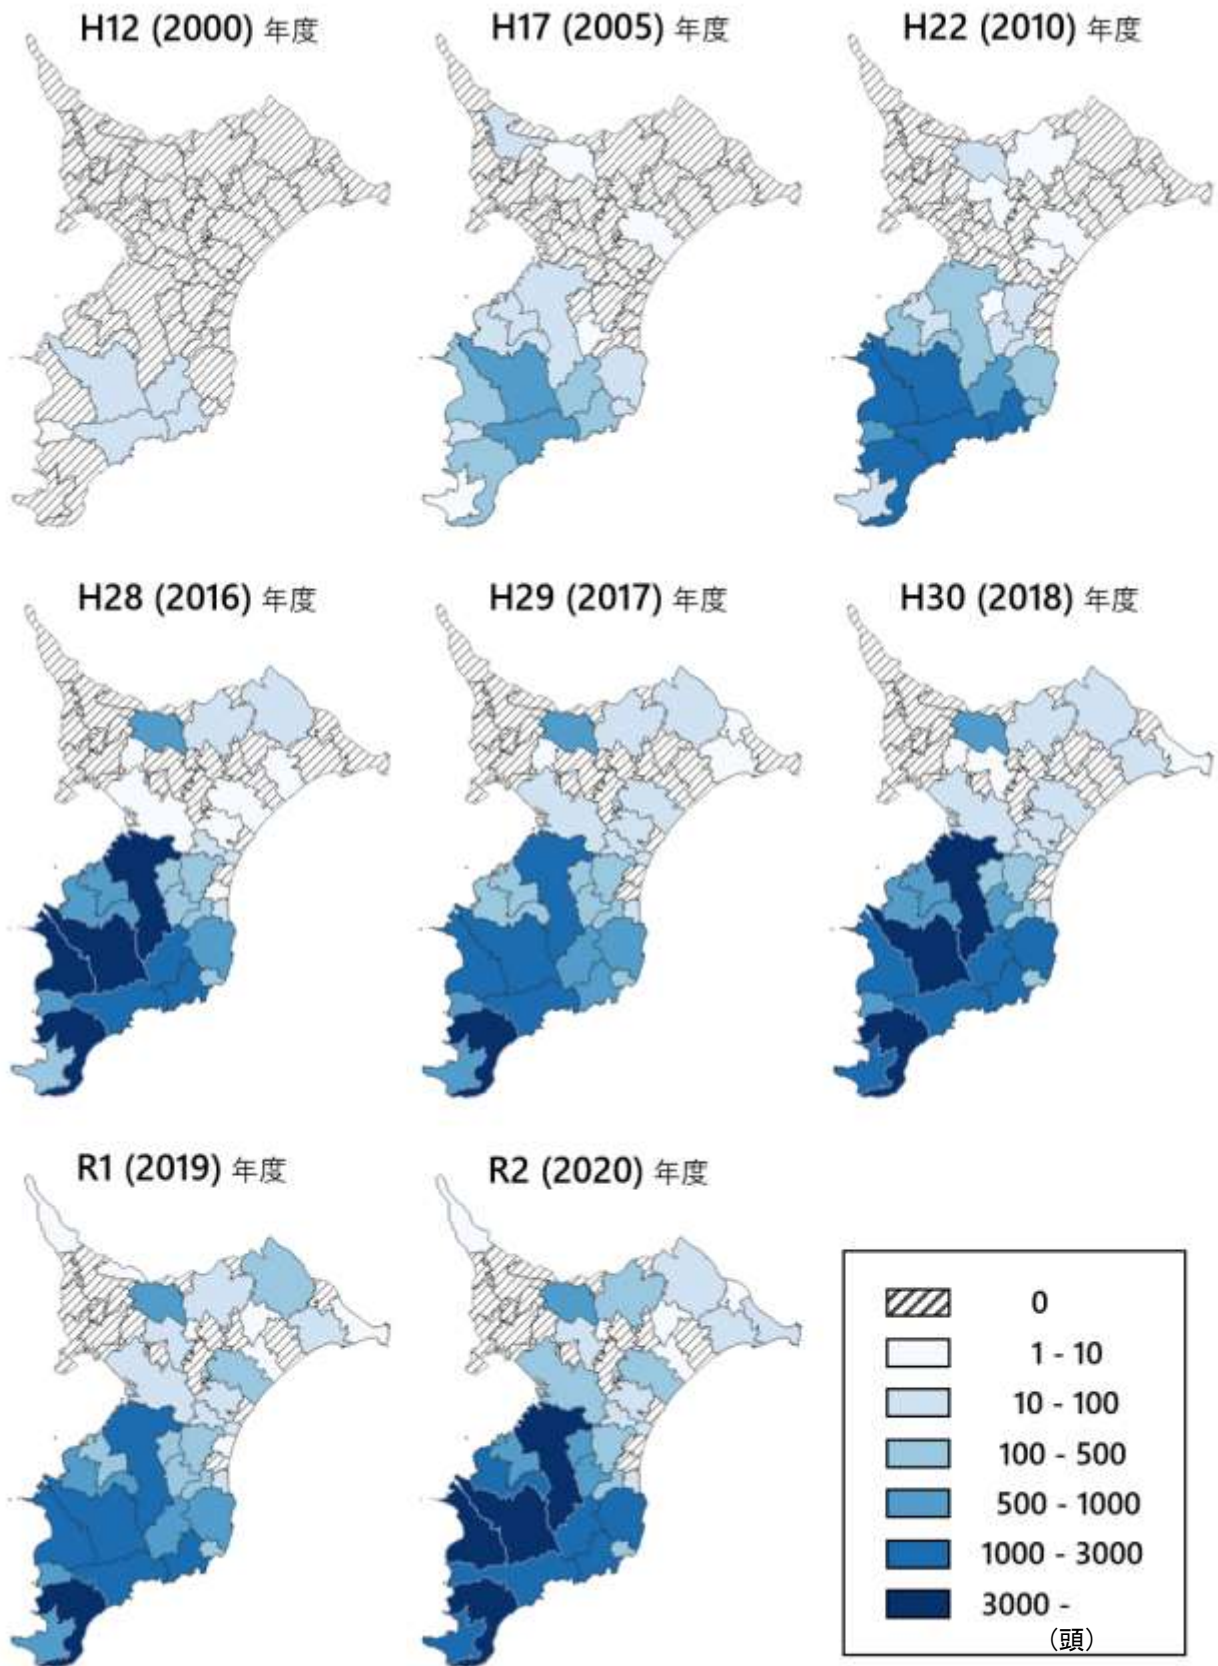 H12 (2000) 年度
H17 (2005) 年度
H22 (2010) 年度
H28 (2016) 年度
H29 (2017) 年度
H30 (2018) 年度
R1 (2019) 年度
R2 (2020) 年度
0
1 - 10
10 - 100
100 - 500
500 - 1000
1000 - 3000
3000 -
(頭)